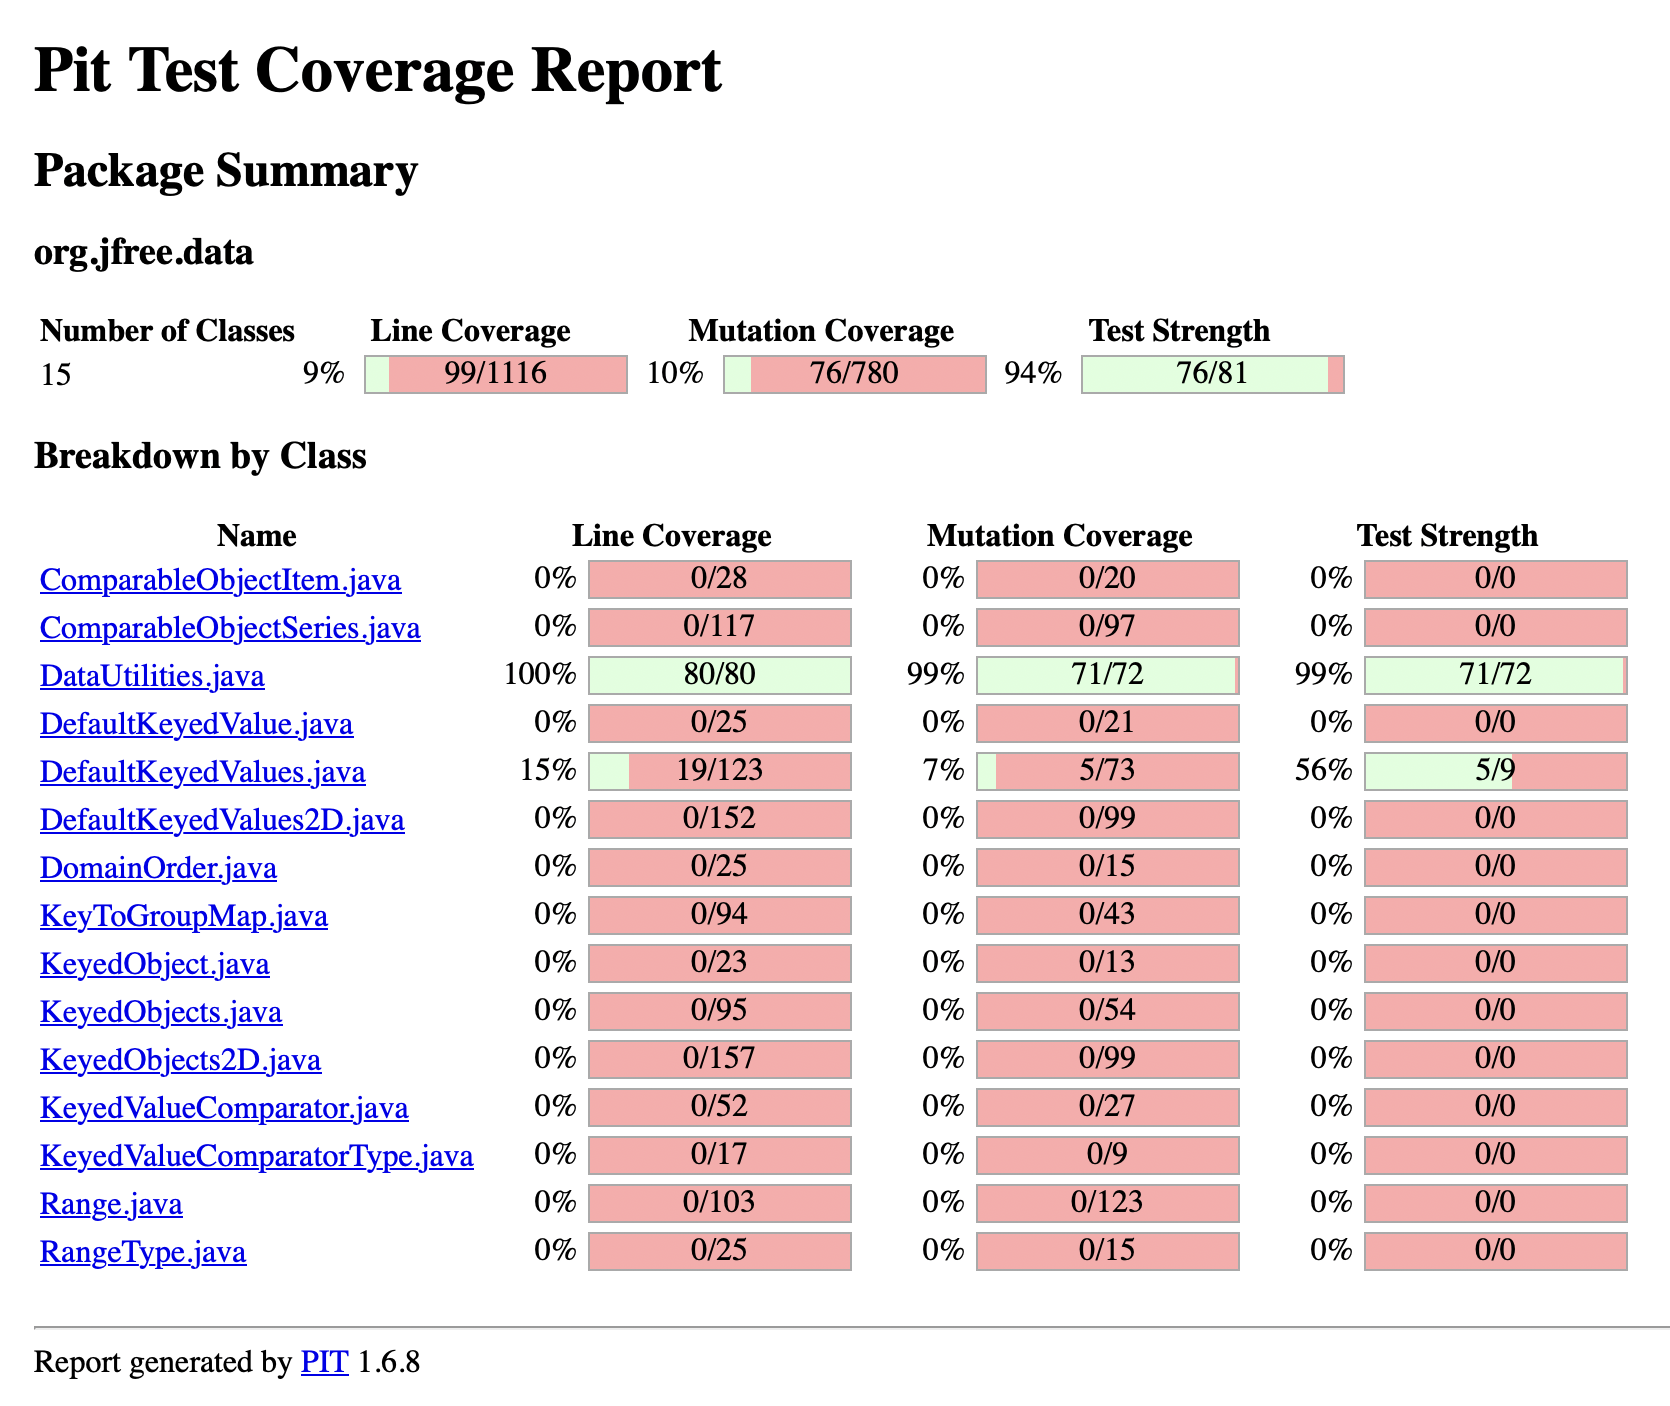 Pit Test Coverage Report
Package Summary
org.jfree.data
Number of Classes Line Coverage Mutation Coverage Test Strength
15 9% 99/1116 10% 76/780 94% 76/81
Breakdown by Class
Name Line Coverage Mutation Coverage Test Strength
ComparableObjectItem.java 0% 0/28 0% 0/20 0% 0/0
ComparableObjectSeries.java 0% 0/117 0% 0/97 0% 0/0
DataUtilities.java 100% 80/80 99% 71/72 99% 71/72
DefaultKeyedValue.java 0% 0/25 0% 0/21 0% 0/0
DefaultKeyedValues.java 15% 19/123 7% 5/73 56% 5/9
DefaultKeyedValues2D.java 0% 0/152 0% 0/99 0% 0/0
DomainOrder.java 0% 0/25 0% 0/15 0% 0/0
KeyToGroupMap.java 0% 0/94 0% 0/43 0% 0/0
KeyedObject.java 0% 0/23 0% 0/13 0% 0/0
KeyedObjects.java 0% 0/95 0% 0/54 0% 0/0
KeyedObjects2D.java 0% 0/157 0% 0/99 0% 0/0
KeyedValueComparator.java 0% 0/52 0% 0/27 0% 0/0
KeyedValueComparatorType.java 0% 0/17 0% 0/9 0% 0/0
Range.java 0% 0/103 0% 0/123 0% 0/0
RangeType.java 0% 0/25 0% 0/15 0% 0/0
Report generated by PIT 1.6.8